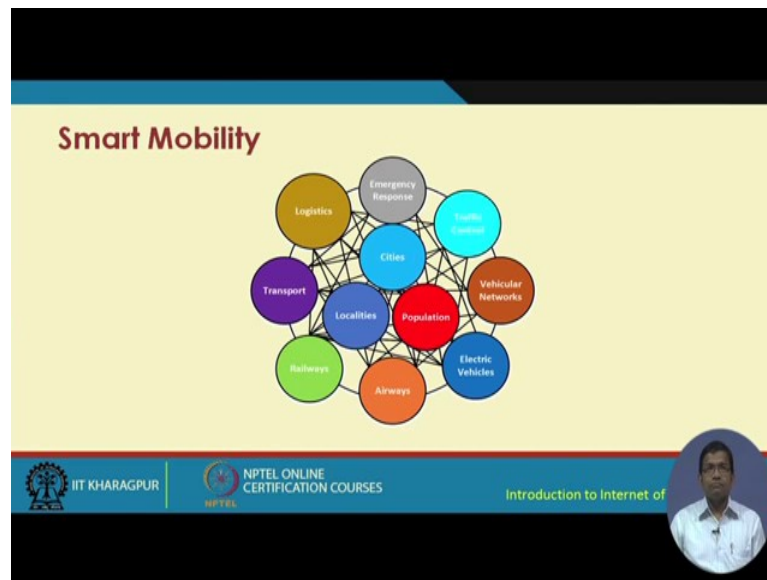 Smart Mobility
Emergency
Response
Logistics
Traffic
Control
Cities
Transport
Vehicular
Networks
Localities
Population
Railways
Electric
Vehicles
Airways
IIT KHARAGPUR
NPTEL
NPTEL ONLINE
CERTIFICATION COURSES
Introduction to Internet of